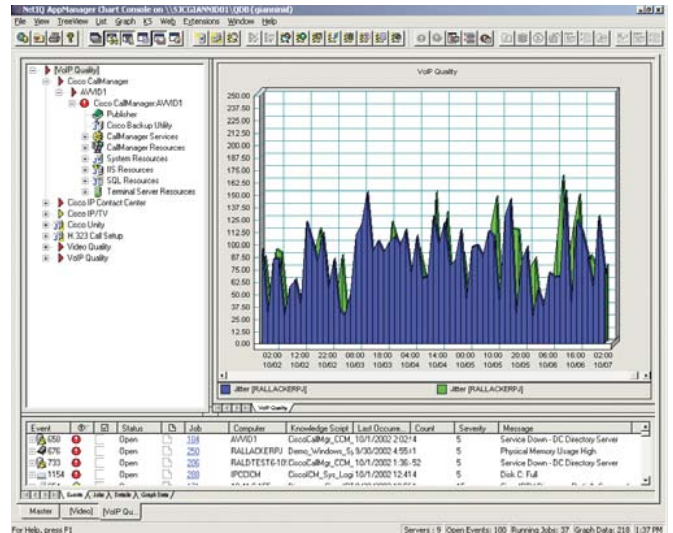 NetIQ AppManager Chart Console on \\SJCGIANNID01\QDB (gianninid)
File View TreeView List Graph KS Web Extensions Window Help
[VoIP Quality]
Cisco CallManager
AVVID1
Cisco CallManager:AVVID1
Publisher
Cisco Backup Utility
CallManager Services
CallManager Resources
System Resources
IIS Resources
SQL Resources
Terminal Server Resources
Cisco IP Contact Center
Cisco IP/TV
Cisco Unity
H.323 Call Setup
Video Quality
VoIP Quality
VoIP Quality
250.00
237.50
225.00
212.50
200.00
187.50
175.00
162.50
150.00
137.50
125.00
112.50
100.00
87.50
75.00
62.50
50.00
37.50
25.00
12.50
0.00
02:00 12:00 22:00 08:00 18:00 04:00 14:00 00:00 10:00 20:00 06:00 16:00 02:00
10/02 10/02 10/02 10/03 10/03 10/04 10/04 10/05 10/05 10/05 10/06 10/06 10/07
Jitter [RALLACKERPJ] Jitter [RALLACKERPJ]
VoIP Quality
Event Status Job Computer Knowledge Script Last Occurre... Count Severity Message
650 Open 104 AVVID1 CiscoCallMgr_CCM_ 10/1/2002 2:02 14 5 Service Down - DC Directory Server
676 Open 250 RALLACKERPJ Demo_Windows_Sy 9/30/2002 4:55 1 5 Physical Memory Usage High.
733 Open 206 RALDTEST6-10 CiscoCallMgr_CCM_ 10/1/2002 1:36 52 5 Service Down - DC Directory Server
1154 Open 288 IPCCICM CiscoICM_Sys_Logi 10/1/2002 12:41 4 5 Disk C: Full
Events Jobs Details Graph Data
Master [Video] [VoIP Qu...
For Help, press F1 Servers : 9 Open Events: 100 Running Jobs: 37 Graph Data: 218 1:37 PM